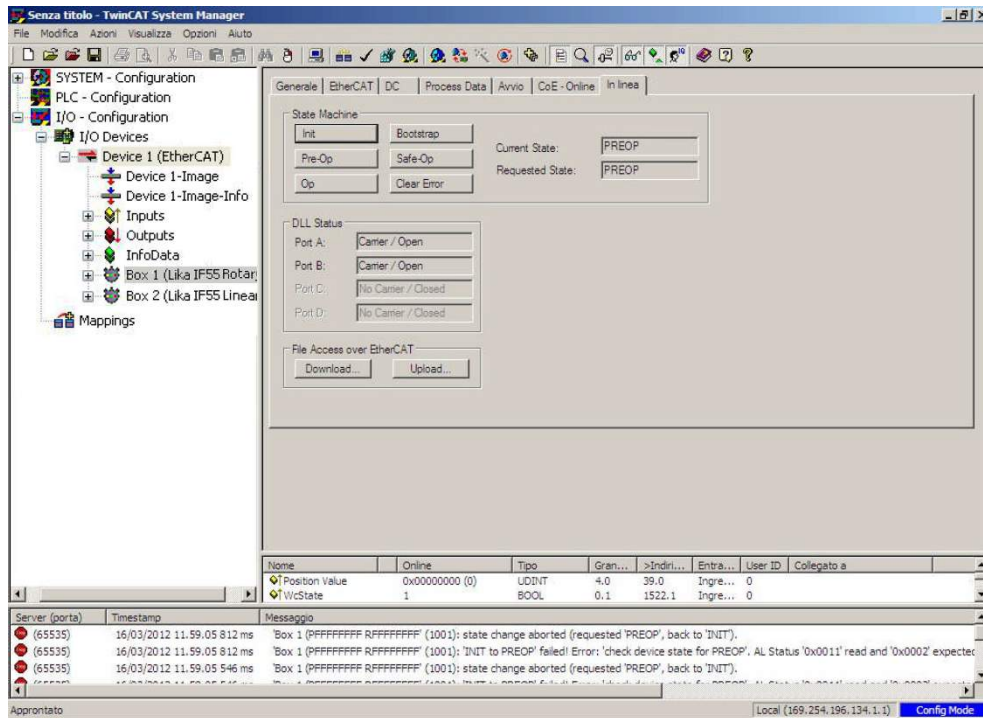 Senza titolo - TwinCAT System Manager
File Modifica Azioni Visualizza Opzioni Aiuto
SYSTEM - Configuration
PLC - Configuration
I/O - Configuration
I/O Devices
Device 1 (EtherCAT)
Device 1-Image
Device 1-Image-Info
Inputs
Outputs
InfoData
Box 1 (Lika IF55 Rotar
Box 2 (Lika IF55 Linea
Mappings
Generale EtherCAT DC Process Data Avvio CoE - Online In linea
State Machine
Init Bootstrap
Pre-Op Safe-Op
Op Clear Error
Current State: PREOP
Requested State: PREOP
DLL Status
Port A: Carrier / Open
Port B: Carrier / Open
Port C: No Carrier / Closed
Port D: No Carrier / Closed
File Access over EtherCAT
Download... Upload...
Nome Online Tipo Gran... >Indiri... Entra... User ID Collegato a
Position Value 0x00000000 (0) UDINT 4.0 39.0 Ingre... 0
WcState 1 BOOL 0.1 1522.1 Ingre... 0
Server (porta) Timestamp Messaggio
(65535) 16/03/2012 11.59.05 812 ms 'Box 1 (PFFFFFFFF RFFFFFFFF' (1001): state change aborted (requested 'PREOP', back to 'INIT').
(65535) 16/03/2012 11.59.05 812 ms 'Box 1 (PFFFFFFFF RFFFFFFFF' (1001): 'INIT to PREOP' failed! Error: 'check device state for PREOP'. AL Status '0x0011' read and '0x0002' expected
(65535) 16/03/2012 11.59.05 546 ms 'Box 1 (PFFFFFFFF RFFFFFFFF' (1001): state change aborted (requested 'PREOP', back to 'INIT').
Approntato Local (169.254.196.134.1.1) Config Mode